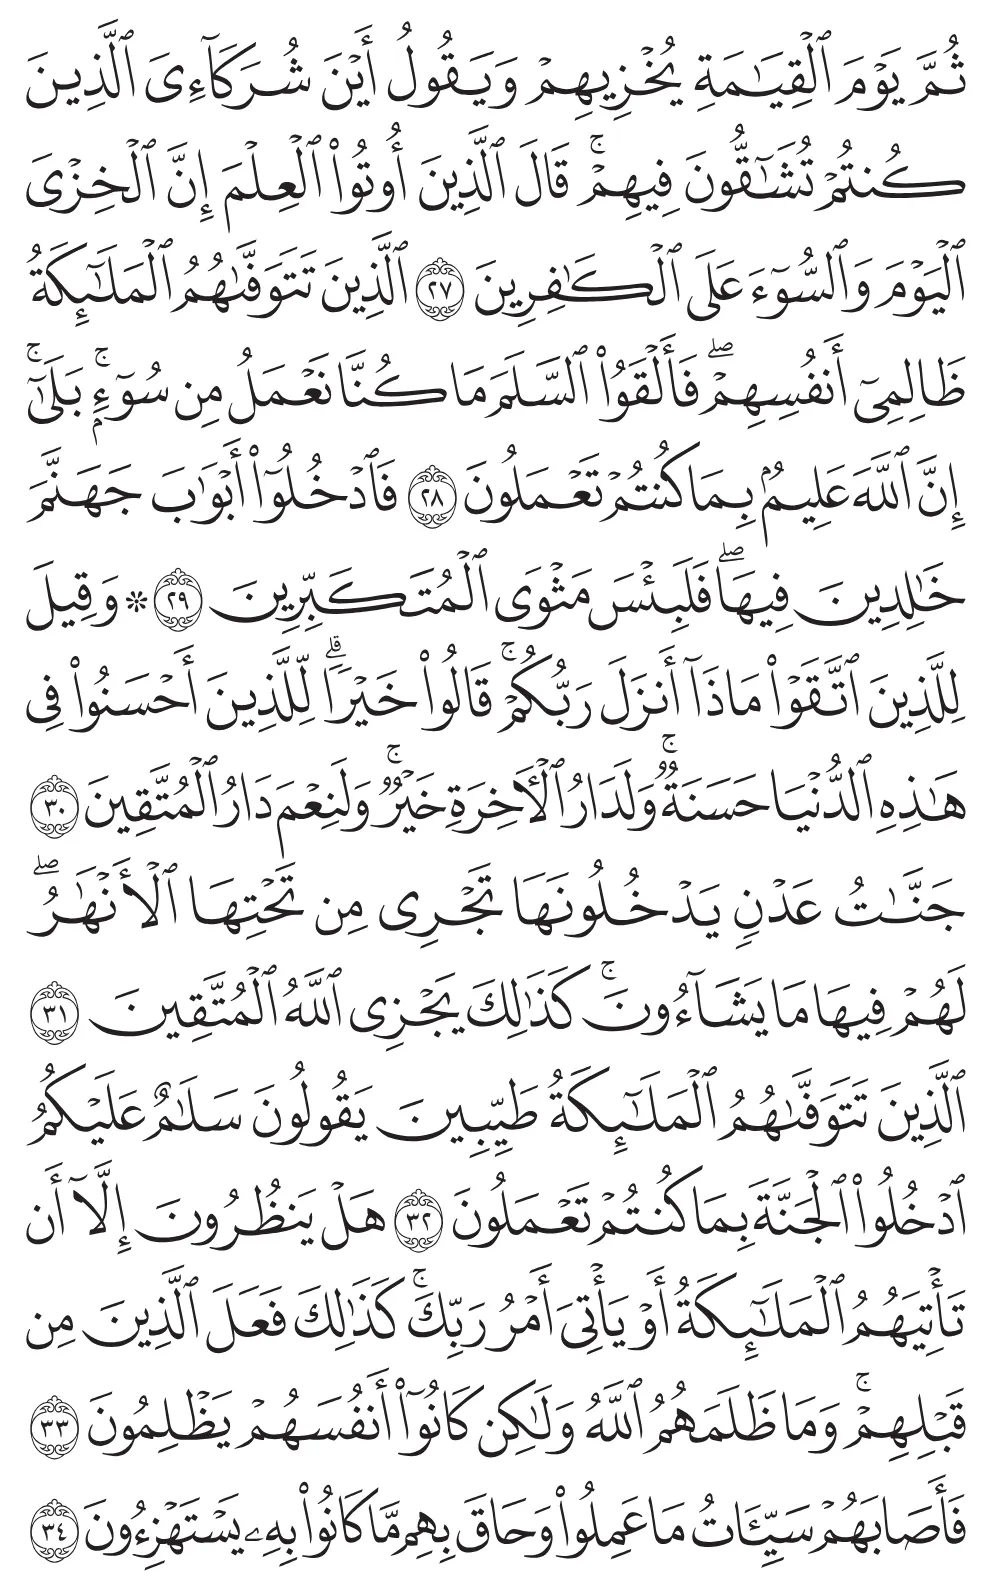 ثُمَّ يَوۡمَ ٱلۡقِيَٰمَةِ يُخۡزِيهِمۡ وَيَقُولُ أَيۡنَ شُرَكَآءِيَ ٱلَّذِينَ
كُنتُمۡ تُشَٰٓقُّونَ فِيهِمۡۚ قَالَ ٱلَّذِينَ أُوتُواْ ٱلۡعِلۡمَ إِنَّ ٱلۡخِزۡيَ
ٱلۡيَوۡمَ وَٱلسُّوٓءَ عَلَى ٱلۡكَٰفِرِينَ ٢٧ ٱلَّذِينَ تَتَوَفَّىٰهُمُ ٱلۡمَلَٰٓئِكَةُ
ظَالِمِيٓ أَنفُسِهِمۡۖ فَأَلۡقَوُاْ ٱلسَّلَمَ مَا كُنَّا نَعۡمَلُ مِن سُوٓءِۭۚ بَلَىٰٓۚ
إِنَّ ٱللَّهَ عَلِيمُۢ بِمَا كُنتُمۡ تَعۡمَلُونَ ٢٨ فَٱدۡخُلُوٓاْ أَبۡوَٰبَ جَهَنَّمَ
خَٰلِدِينَ فِيهَاۖ فَلَبِئۡسَ مَثۡوَى ٱلۡمُتَكَبِّرِينَ ٢٩ ۞ وَقِيلَ
لِلَّذِينَ ٱتَّقَوۡاْ مَاذَآ أَنزَلَ رَبُّكُمۡۚ قَالُواْ خَيۡرٗاۗ لِّلَّذِينَ أَحۡسَنُواْ فِي
هَٰذِهِ ٱلدُّنۡيَا حَسَنَةٞۚ وَلَدَارُ ٱلۡأٓخِرَةِ خَيۡرٞۚ وَلَنِعۡمَ دَارُ ٱلۡمُتَّقِينَ ٣٠
جَنَّٰتُ عَدۡنٖ يَدۡخُلُونَهَا تَجۡرِي مِن تَحۡتِهَا ٱلۡأَنۡهَٰرُۖ
لَهُمۡ فِيهَا مَا يَشَآءُونَۚ كَذَٰلِكَ يَجۡزِي ٱللَّهُ ٱلۡمُتَّقِينَ ٣١
ٱلَّذِينَ تَتَوَفَّىٰهُمُ ٱلۡمَلَٰٓئِكَةُ طَيِّبِينَ يَقُولُونَ سَلَٰمٌ عَلَيۡكُمُ
ٱدۡخُلُواْ ٱلۡجَنَّةَ بِمَا كُنتُمۡ تَعۡمَلُونَ ٣٢ هَلۡ يَنظُرُونَ إِلَّآ أَن
تَأۡتِيَهُمُ ٱلۡمَلَٰٓئِكَةُ أَوۡ يَأۡتِيَ أَمۡرُ رَبِّكَۚ كَذَٰلِكَ فَعَلَ ٱلَّذِينَ مِن
قَبۡلِهِمۡۚ وَمَا ظَلَمَهُمُ ٱللَّهُ وَلَٰكِن كَانُوٓاْ أَنفُسَهُمۡ يَظۡلِمُونَ ٣٣
فَأَصَابَهُمۡ سَيِّـَٔاتُ مَا عَمِلُواْ وَحَاقَ بِهِم مَّا كَانُواْ بِهِۦ يَسۡتَهۡزِءُونَ ٣٤